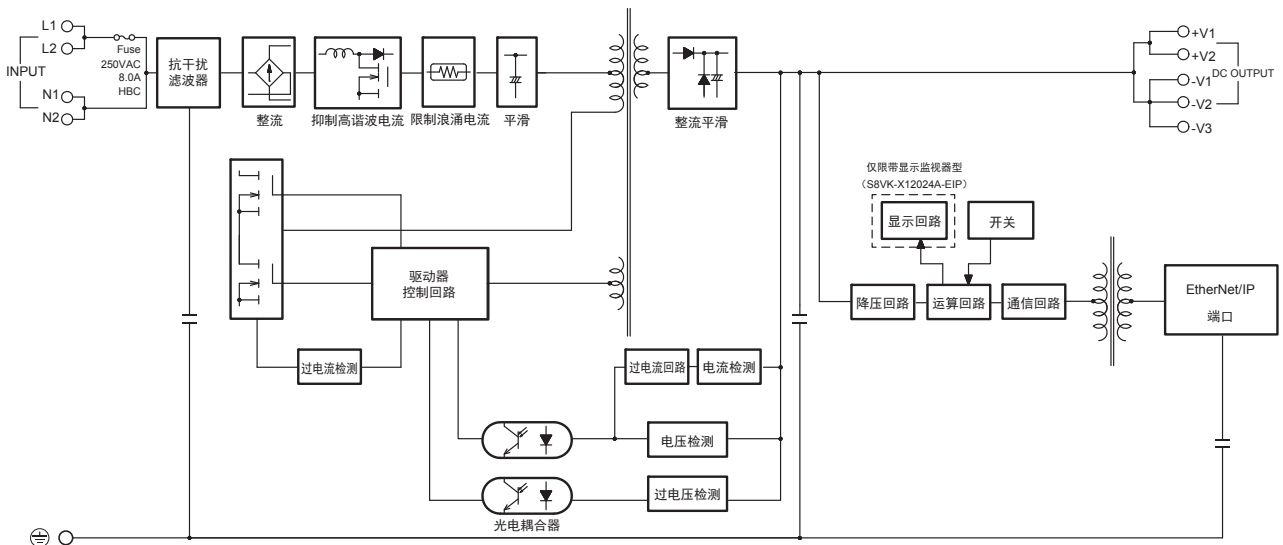 L1
L2
INPUT
N1
N2
Fuse
250VAC
8.0A
HBC
抗干扰
滤波器
整流
抑制高谐波电流
限制浪涌电流
平滑
整流平滑
+V1
+V2
-V1
DC OUTPUT
-V2
-V3
仅限带显示监视器型
（S8VK-X12024A-EIP）
显示回路
开关
驱动器
控制回路
降压回路
运算回路
通信回路
EtherNet/IP
端口
过电流检测
过电流回路
电流检测
电压检测
过电压检测
光电耦合器